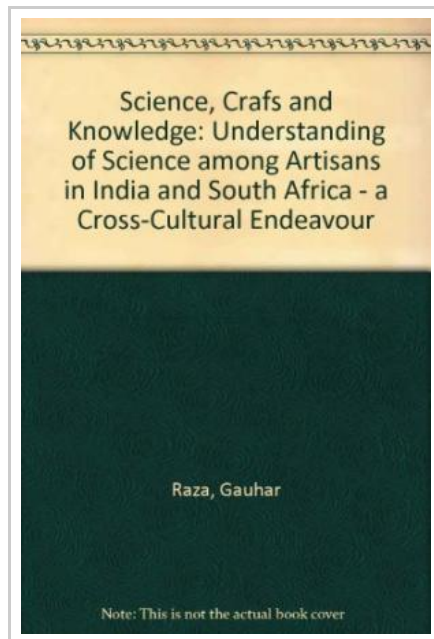 Science, Crafs and
Knowledge: Understanding
of Science among Artisans
in India and South Africa - a
Cross-Cultural Endeavour
Raza, Gauhar
Note: This is not the actual book cover